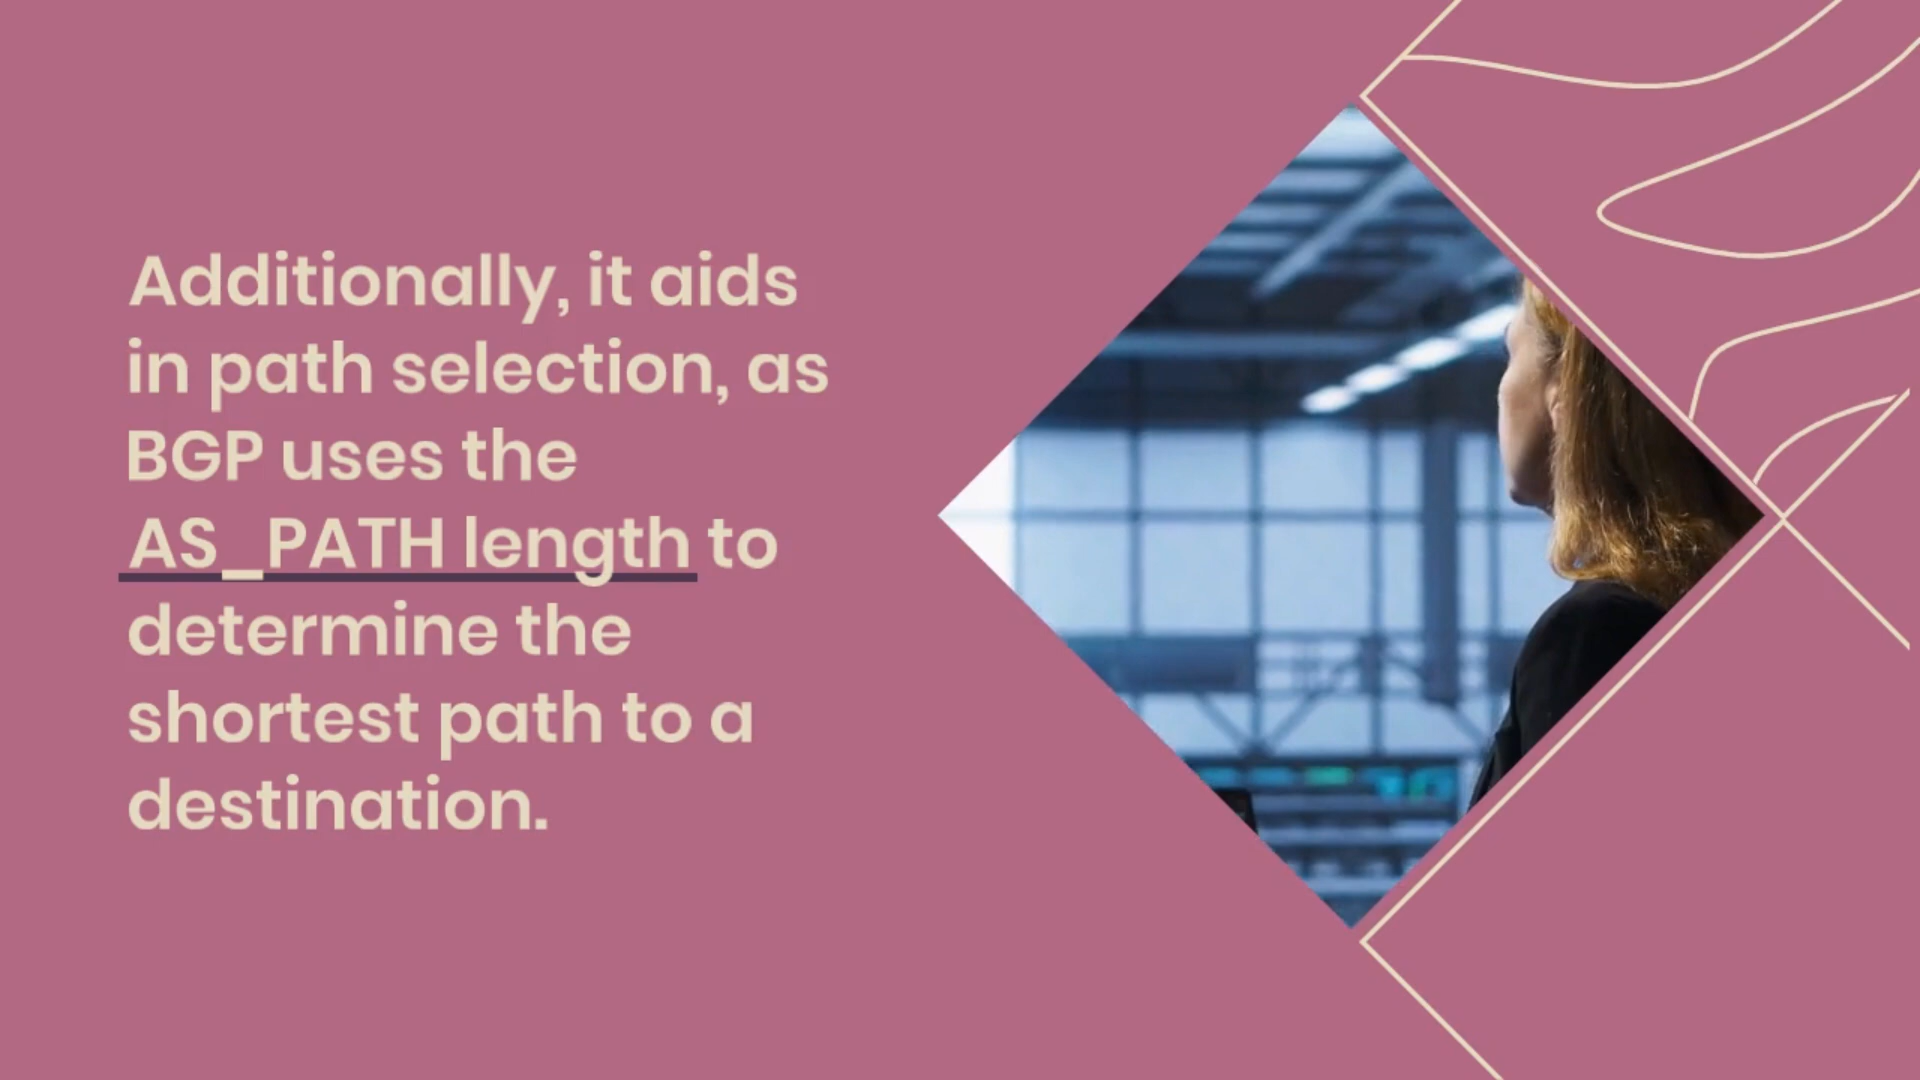 Additionally, it aids
in path selection, as
BGP uses the
AS_PATH length to
determine the
shortest path to a
destination.